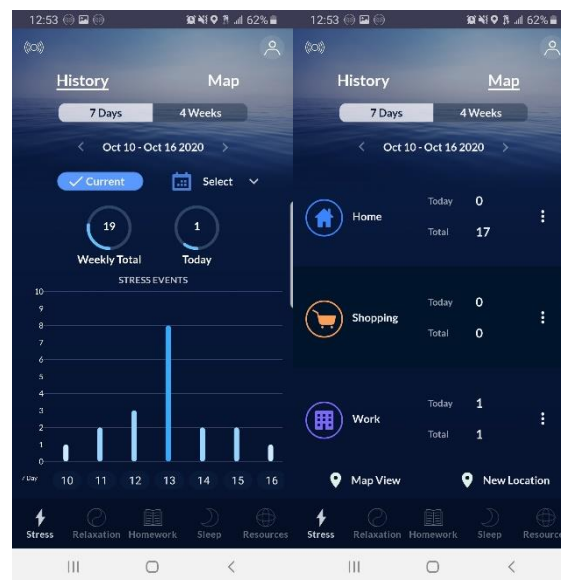 12:53
62%
History Map
7 Days 4 Weeks
< Oct 10 - Oct 16 2020 >
Current Select
19
Weekly Total
1
Today
STRESS EVENTS
10
9
8
7
6
5
4
3
2
1
0
/ Day 10 11 12 13 14 15 16
Stress Relaxation Homework Sleep Resources
12:53
62%
History Map
7 Days 4 Weeks
< Oct 10 - Oct 16 2020 >
Home
Today 0
Total 17
Shopping
Today 0
Total 0
Work
Today 1
Total 1
Map View New Location
Stress Relaxation Homework Sleep Resource